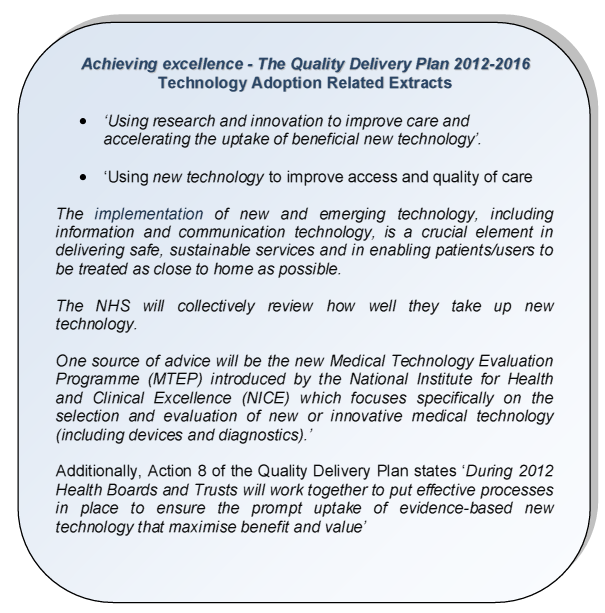 Achieving excellence - The Quality Delivery Plan 2012-2016
Technology Adoption Related Extracts
• ‘Using research and innovation to improve care and
accelerating the uptake of beneficial new technology’.
• ‘Using new technology to improve access and quality of care
The implementation of new and emerging technology, including
information and communication technology, is a crucial element in
delivering safe, sustainable services and in enabling patients/users to
be treated as close to home as possible.
The NHS will collectively review how well they take up new
technology.
One source of advice will be the new Medical Technology Evaluation
Programme (MTEP) introduced by the National Institute for Health
and Clinical Excellence (NICE) which focuses specifically on the
selection and evaluation of new or innovative medical technology
(including devices and diagnostics).’
Additionally, Action 8 of the Quality Delivery Plan states ‘During 2012
Health Boards and Trusts will work together to put effective processes
in place to ensure the prompt uptake of evidence-based new
technology that maximise benefit and value’